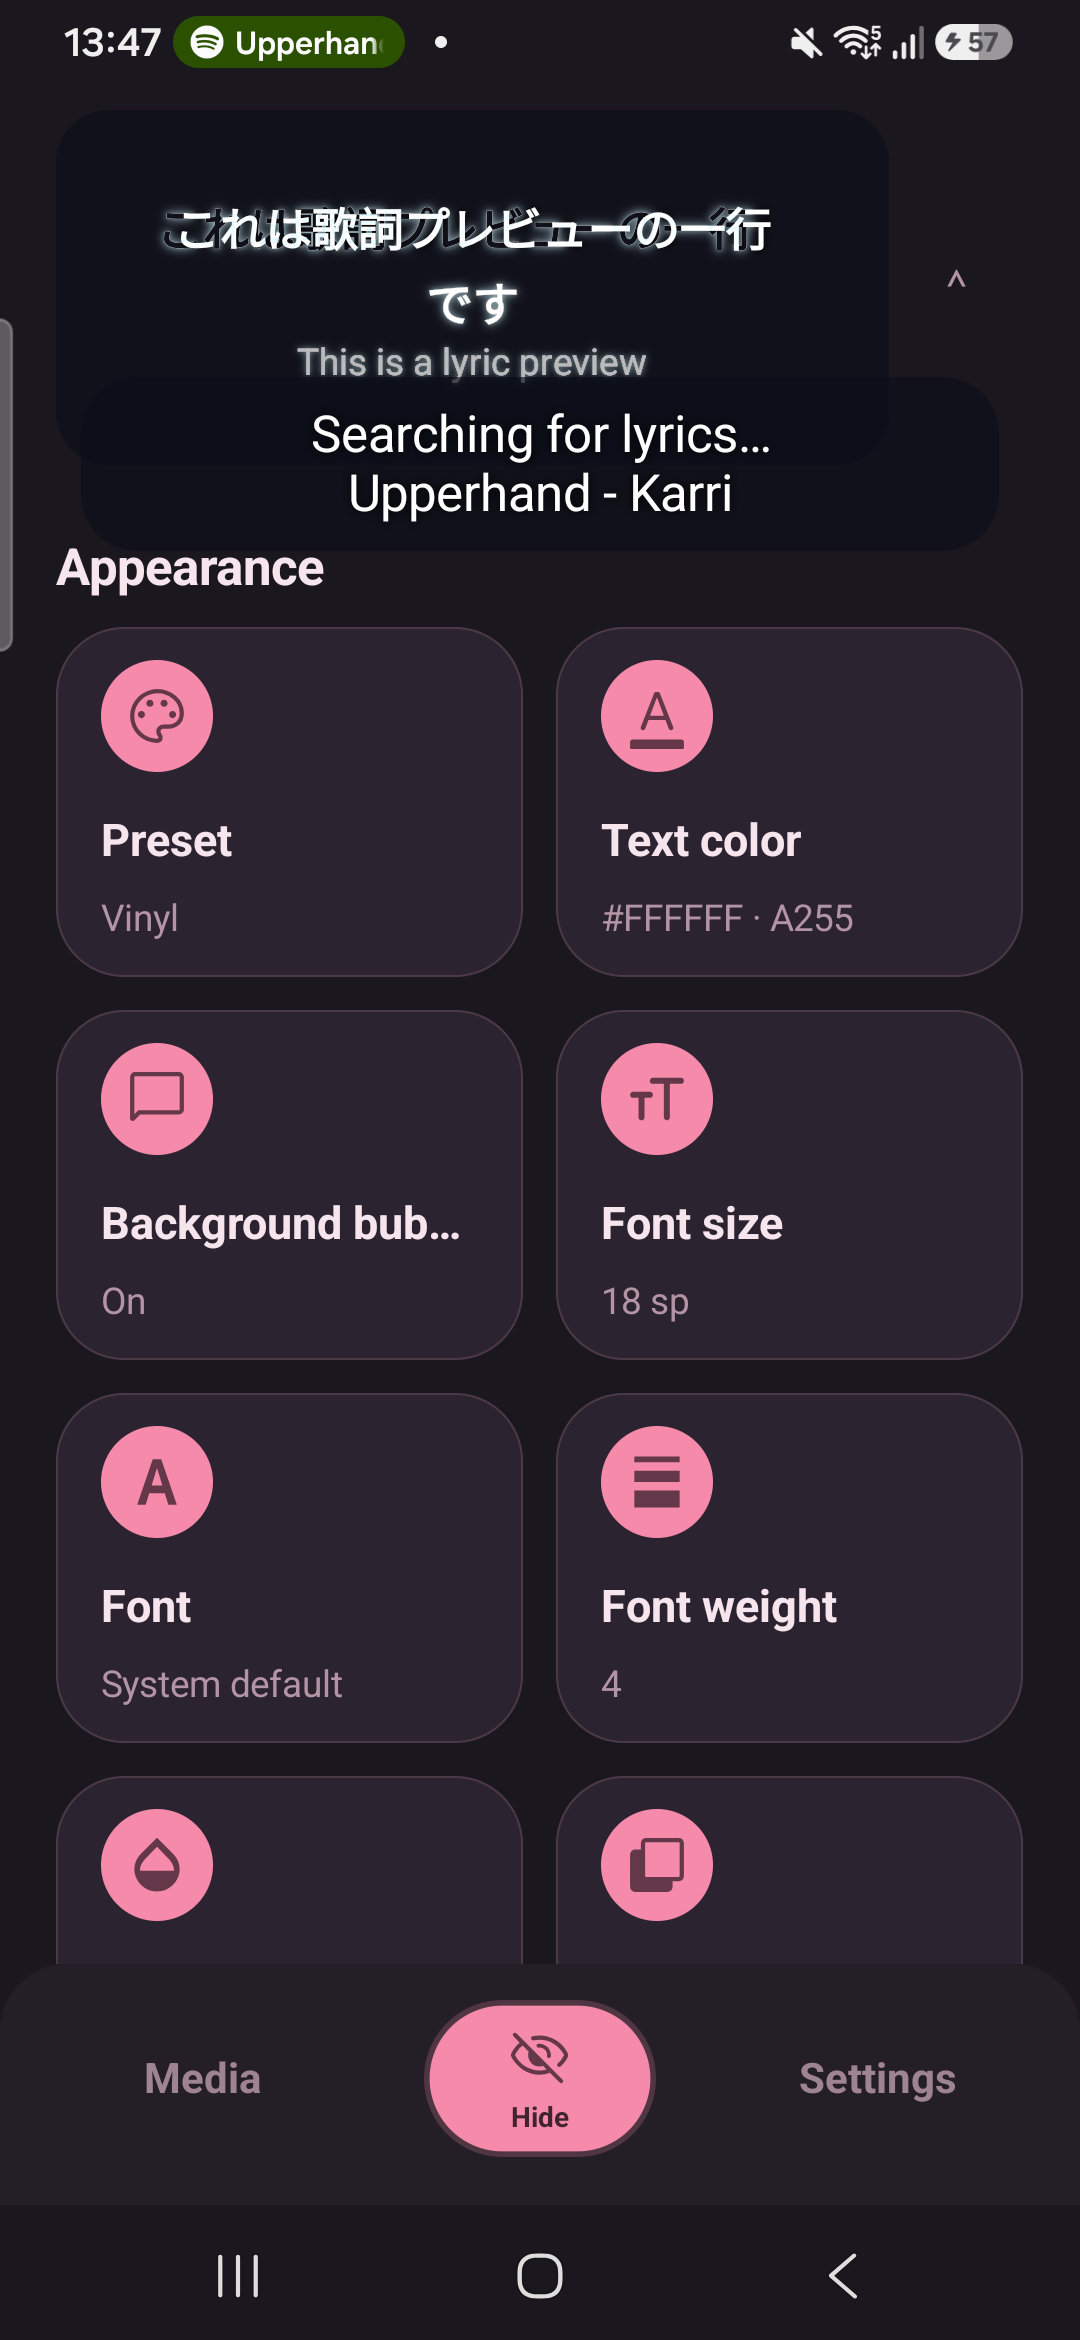 13:47
Upperhan
5
57
これは歌詞プレビューの一行
です
This is a lyric preview
Searching for lyrics...
Upperhand - Karri
Appearance
Preset
Vinyl
Text color
#FFFFFF · A255
Background bub...
On
Font size
18 sp
Font
System default
Font weight
4
Media
Hide
Settings